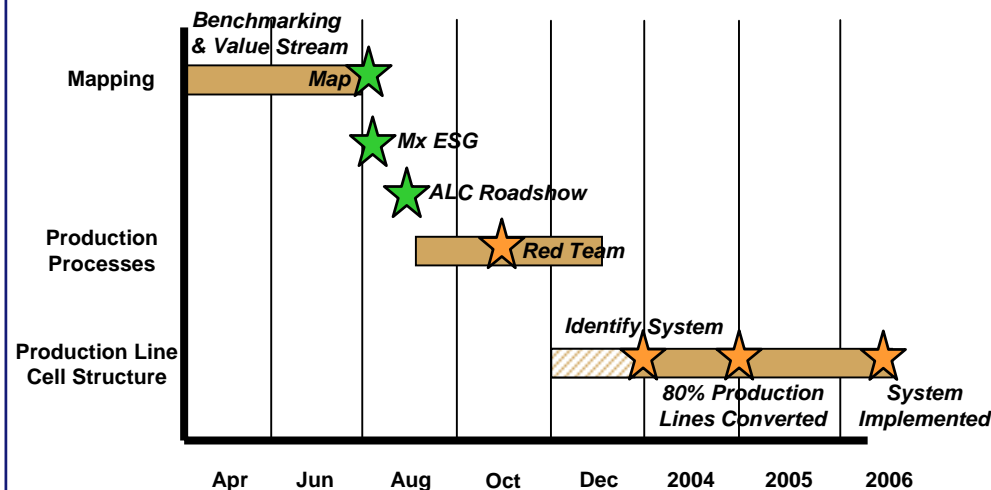 Benchmarking
& Value Stream
Mapping
Map
Mx ESG
ALC Roadshow
Production
Processes
Red Team
Identify System
Production Line
Cell Structure
80% Production
Lines Converted
System
Implemented
Apr Jun Aug Oct Dec 2004 2005 2006